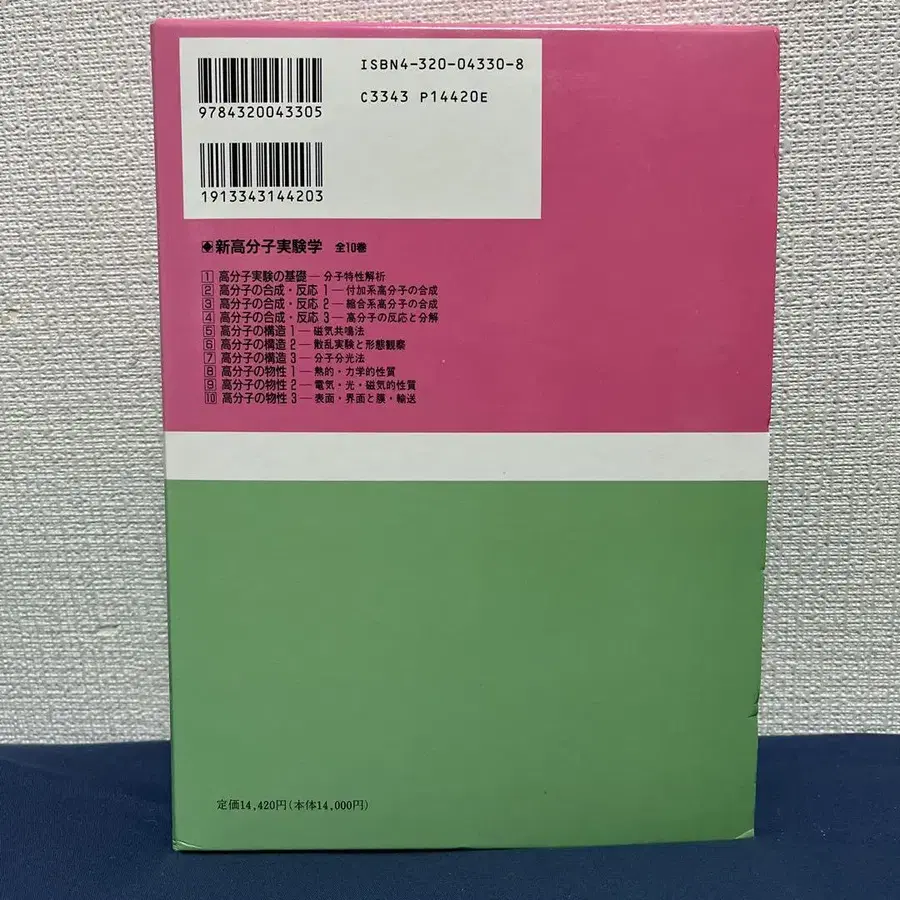 ISBN4-320-04330-8
C3343 P14420E
9784320043305
1913343144203
新高分子実験学 全10巻
1 高分子実験の基礎—分子特性解析
2 高分子の合成・反応 1—付加系高分子の合成
3 高分子の合成・反応 2—縮合系高分子の合成
4 高分子の合成・反応 3—高分子の反応と分解
5 高分子の構造 1—磁気共鳴法
6 高分子の構造 2—散乱実験と形態観察
7 高分子の構造 3—分子分光法
8 高分子の物性 1—熱的・力学的性質
9 高分子の物性 2—電気・光・磁気的性質
10 高分子の物性 3—表面・界面と膜・輸送
定価14,420円(本体14,000円)